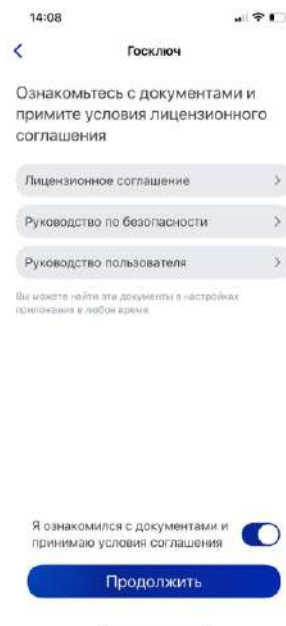 14:08
Госключ
Ознакомьтесь с документами и
примите условия лицензионного
соглашения
Лицензионное соглашение
Руководство по безопасности
Руководство пользователя
Вы можете найти эти документы в настройках
приложения в любое время
Я ознакомился с документами и
принимаю условия соглашения
Продолжить